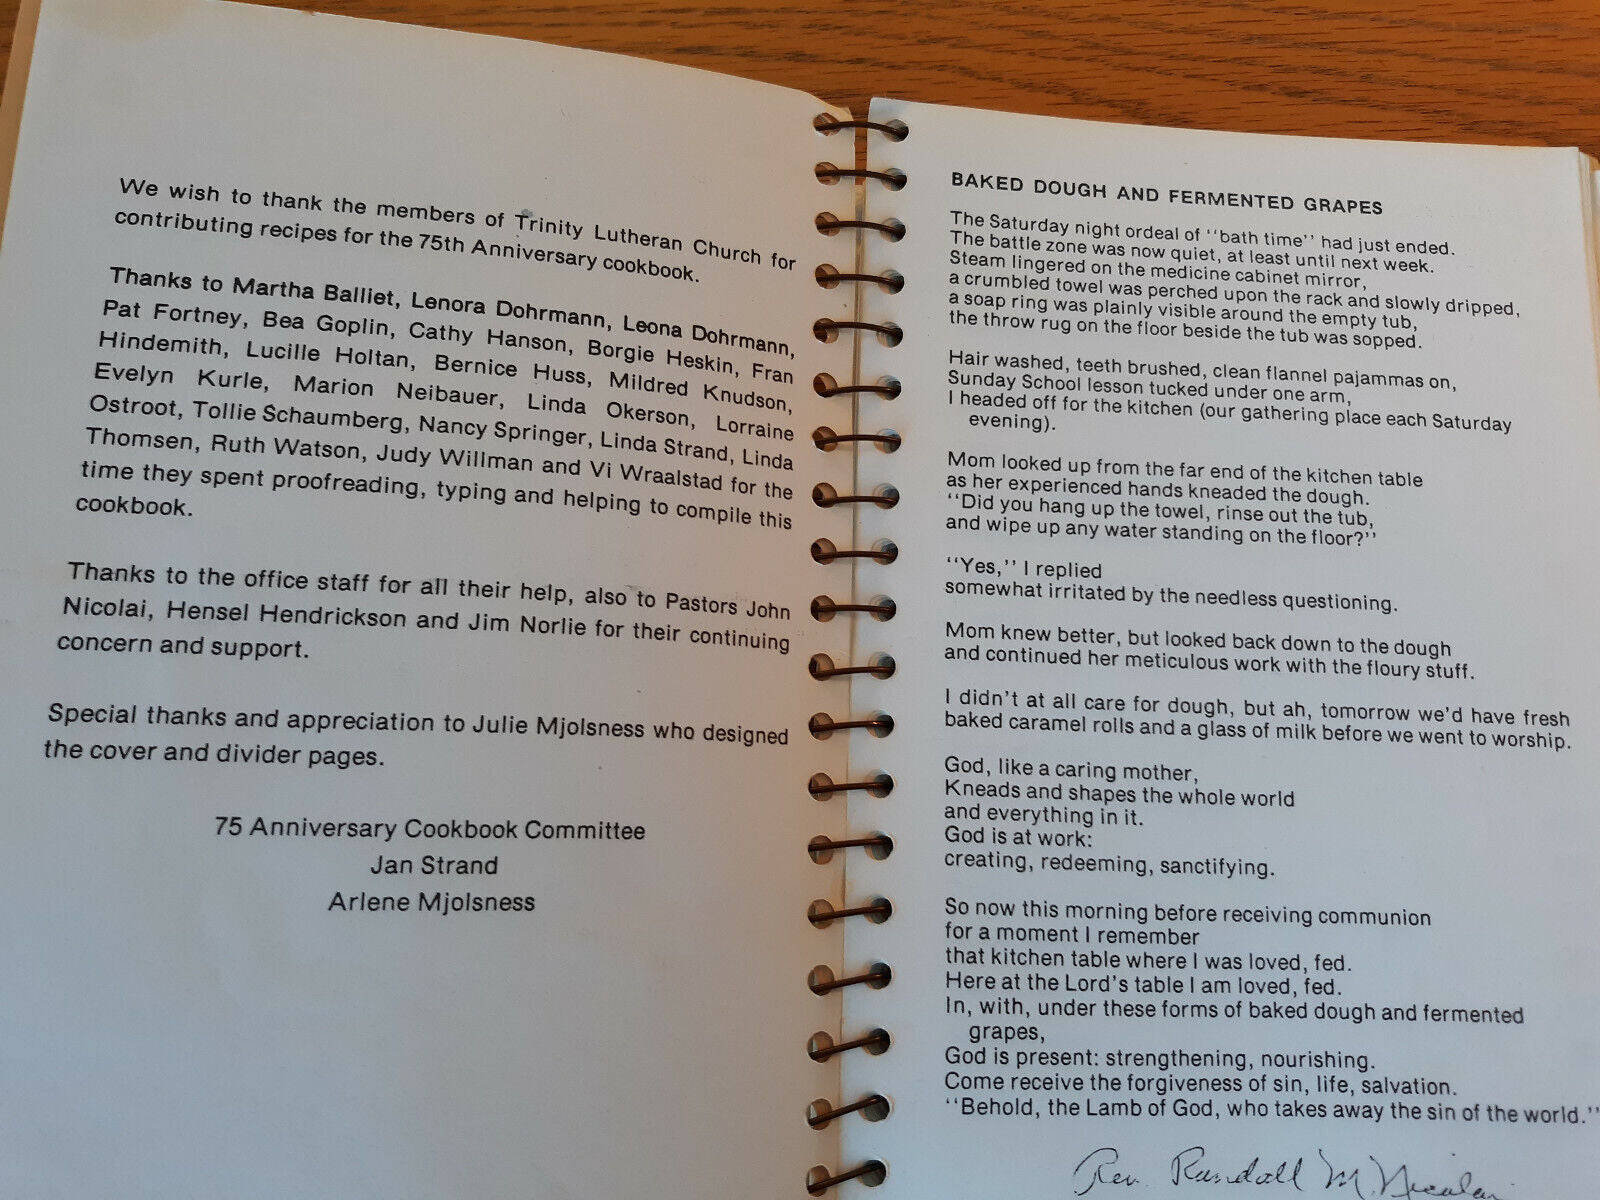 We wish to thank the members of Trinity Lutheran Church for
contributing recipes for the 75th Anniversary cookbook.
Thanks to Martha Balliet, Lenora Dohrmann, Leona Dohrmann,
Pat Fortney, Bea Goplin, Cathy Hanson, Borgie Heskin, Fran
Hindemith, Lucille Holtan, Bernice Huss, Mildred Knudson,
Evelyn Kurle, Marion Neibauer, Linda Okerson, Lorraine
Ostroot, Tollie Schaumberg, Nancy Springer, Linda Strand, Linda
Thomsen, Ruth Watson, Judy Willman and Vi Wraalstad for the
time they spent proofreading, typing and helping to compile this
cookbook.
Thanks to the office staff for all their help, also to Pastors John
Nicolai, Hensel Hendrickson and Jim Norlie for their continuing
concern and support.
Special thanks and appreciation to Julie Mjolsness who designed
the cover and divider pages.
75 Anniversary Cookbook Committee
Jan Strand
Arlene Mjolsness
BAKED DOUGH AND FERMENTED GRAPES
The Saturday night ordeal of "bath time" had just ended.
The battle zone was now quiet, at least until next week.
Steam lingered on the medicine cabinet mirror,
a crumbled towel was perched upon the rack and slowly dripped,
a soap ring was plainly visible around the empty tub,
the throw rug on the floor beside the tub was sopped.
Hair washed, teeth brushed, clean flannel pajammas on,
Sunday School lesson tucked under one arm,
I headed off for the kitchen (our gathering place each Saturday
evening).
Mom looked up from the far end of the kitchen table
as her experienced hands kneaded the dough.
"Did you hang up the towel, rinse out the tub,
and wipe up any water standing on the floor?"
"Yes," I replied
somewhat irritated by the needless questioning.
Mom knew better, but looked back down to the dough
and continued her meticulous work with the floury stuff.
I didn't at all care for dough, but ah, tomorrow we'd have fresh
baked caramel rolls and a glass of milk before we went to worship.
God, like a caring mother,
Kneads and shapes the whole world
and everything in it.
God is at work:
creating, redeeming, sanctifying.
So now this morning before receiving communion
for a moment I remember
that kitchen table where I was loved, fed.
Here at the Lord's table I am loved, fed.
In, with, under these forms of baked dough and fermented
grapes,
God is present: strengthening, nourishing.
Come receive the forgiveness of sin, life, salvation.
"Behold, the Lamb of God, who takes away the sin of the world."
Rev. Randall M. Nicolai